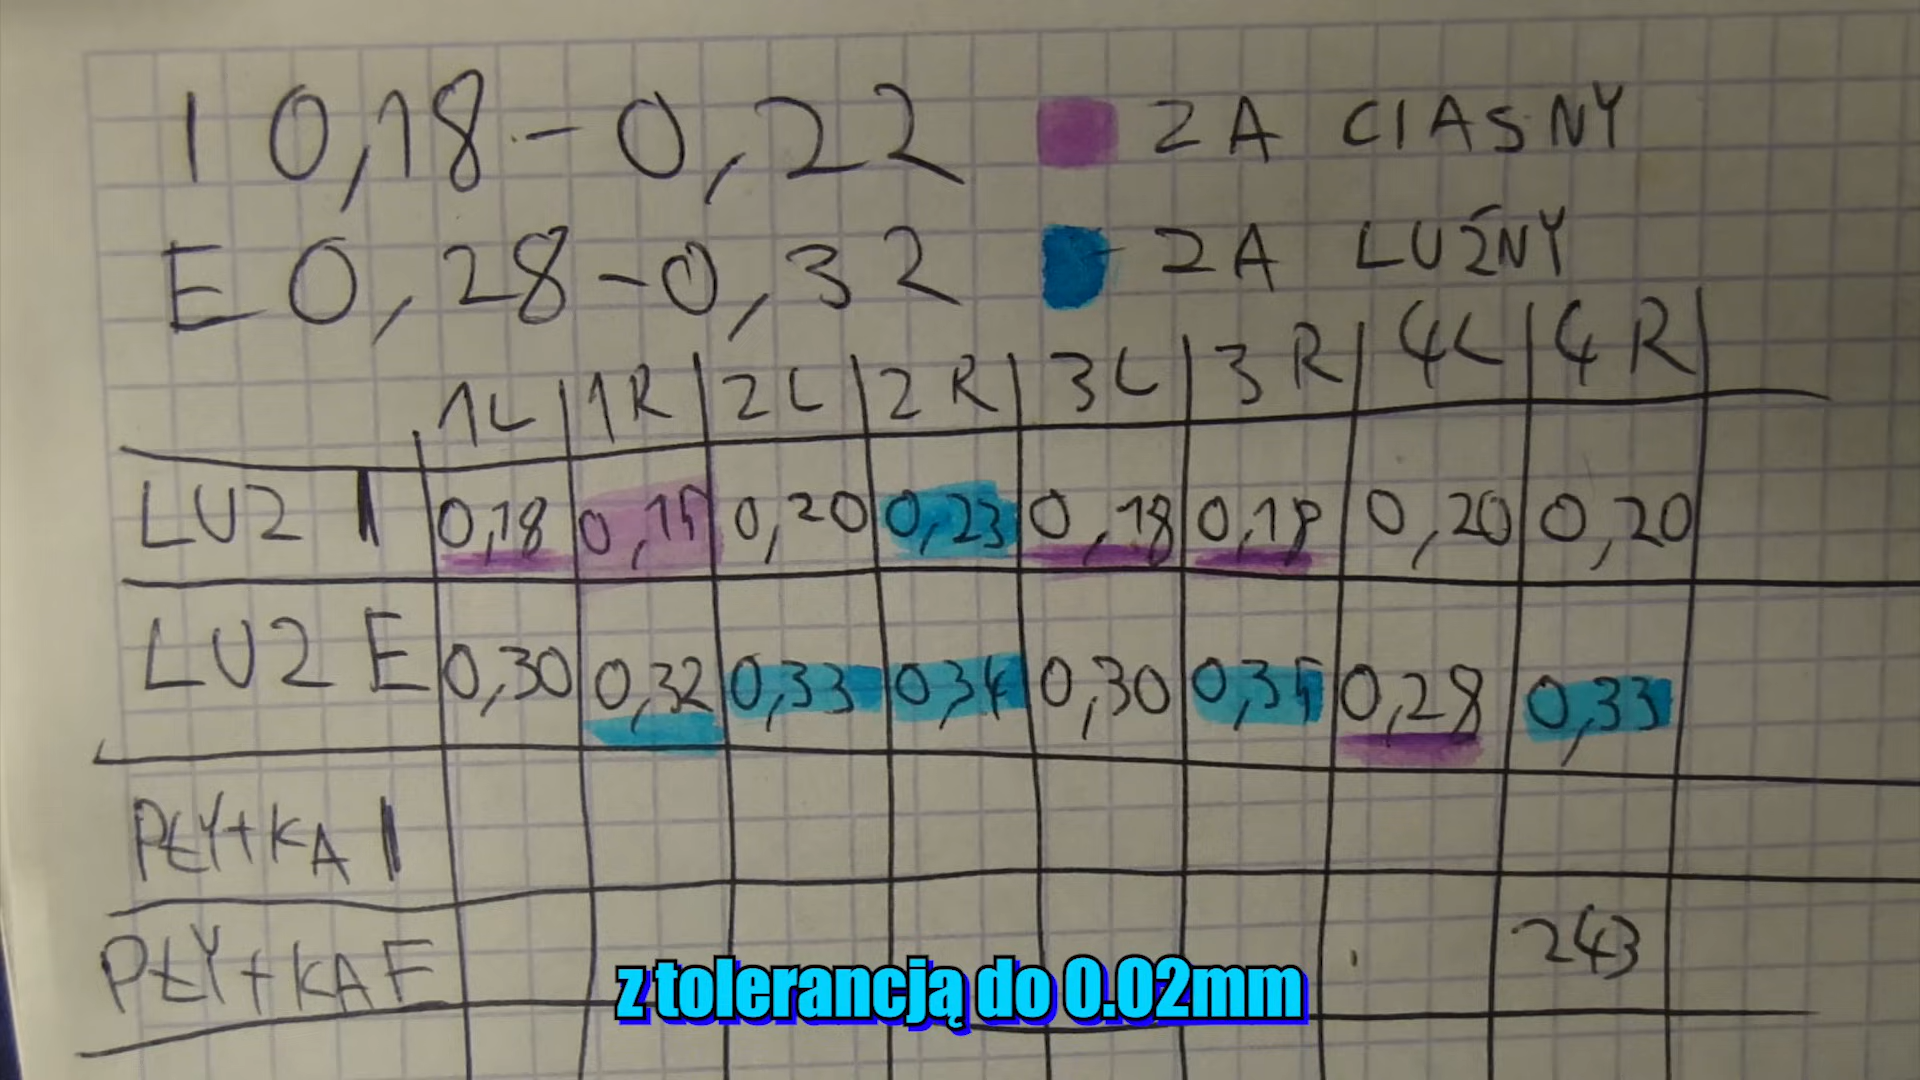 I 0,18 - 0,22 ZA CIASNY
E 0,28 - 0,32 - ZA LUŹNY
1L 1R 2L 2R 3L 3R 4L 4R
LUZ I 0,18 0,15 0,20 0,23 0,18 0,18 0,20 0,20
LUZ E 0,30 0,32 0,33 0,34 0,30 0,35 0,28 0,33
PŁYTKA I
PŁYTKA E 243
z tolerancją do 0.02mm